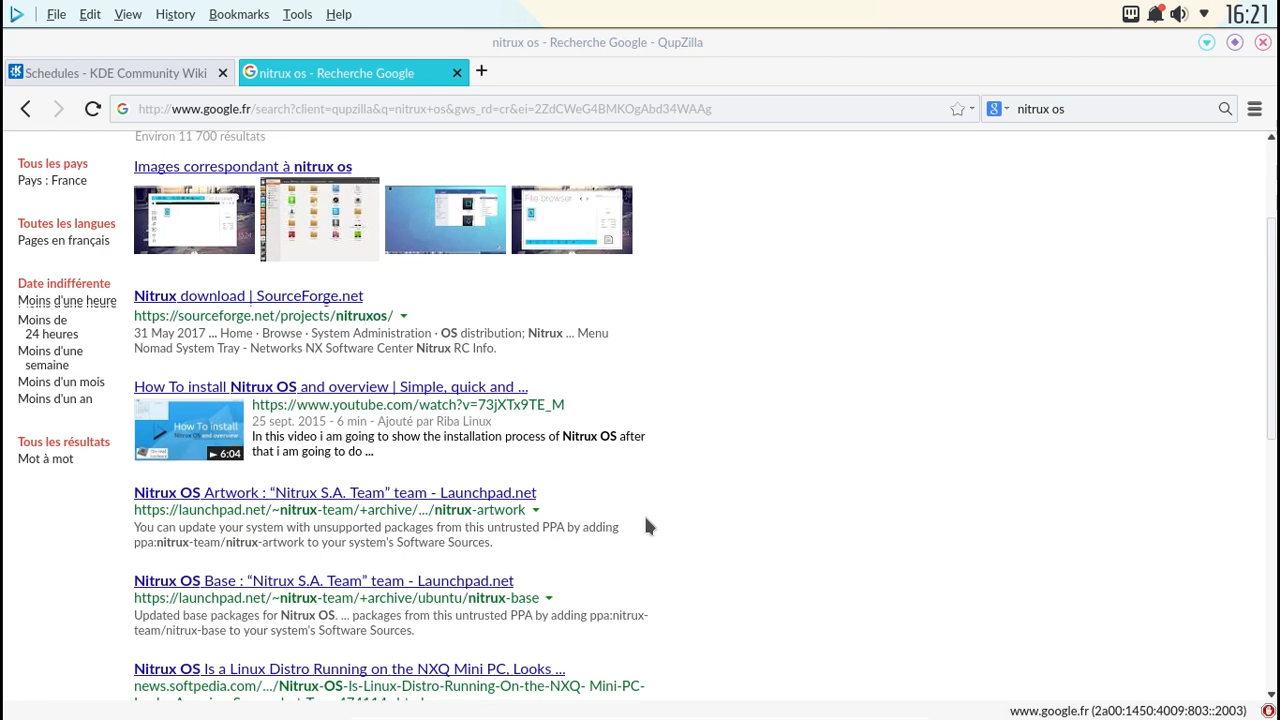 File Edit View History Bookmarks Tools Help 16:21
nitrux os - Recherche Google - QupZilla
Schedules - KDE Community Wiki
nitrux os - Recherche Google
http://www.google.fr/search?client=qupzilla&q=nitrux+os&gws_rd=cr&ei=2ZdCWeG4BMKOgAbd34WAAg
nitrux os
Environ 11 700 résultats
Tous les pays
Pays : France
Toutes les langues
Pages en français
Date indifférente
Moins d'une heure
Moins de
24 heures
Moins d'une
semaine
Moins d'un mois
Moins d'un an
Tous les résultats
Mot à mot
Images correspondant à nitrux os
File browser
Nitrux download | SourceForge.net
https://sourceforge.net/projects/nitruxos/
31 May 2017 ... Home · Browse · System Administration · OS distribution; Nitrux ... Menu
Nomad System Tray - Networks NX Software Center Nitrux RC Info.
How To install Nitrux OS and overview | Simple, quick and ...
How To install
Nitrux OS and overview
6:04
https://www.youtube.com/watch?v=73jXTx9TE_M
25 sept. 2015 - 6 min - Ajouté par Riba Linux
In this video i am going to show the installation process of Nitrux OS after
that i am going to do ...
Nitrux OS Artwork : “Nitrux S.A. Team” team - Launchpad.net
https://launchpad.net/~nitrux-team/+archive/.../nitrux-artwork
You can update your system with unsupported packages from this untrusted PPA by adding
ppa:nitrux-team/nitrux-artwork to your system's Software Sources.
Nitrux OS Base : “Nitrux S.A. Team” team - Launchpad.net
https://launchpad.net/~nitrux-team/+archive/ubuntu/nitrux-base
Updated base packages for Nitrux OS. ... packages from this untrusted PPA by adding ppa:nitrux-
team/nitrux-base to your system's Software Sources.
Nitrux OS Is a Linux Distro Running on the NXQ Mini PC, Looks ...
news.softpedia.com/.../Nitrux-OS-Is-Linux-Distro-Running-On-the-NXQ- Mini-PC-
www.google.fr (2a00:1450:4009:803::2003)